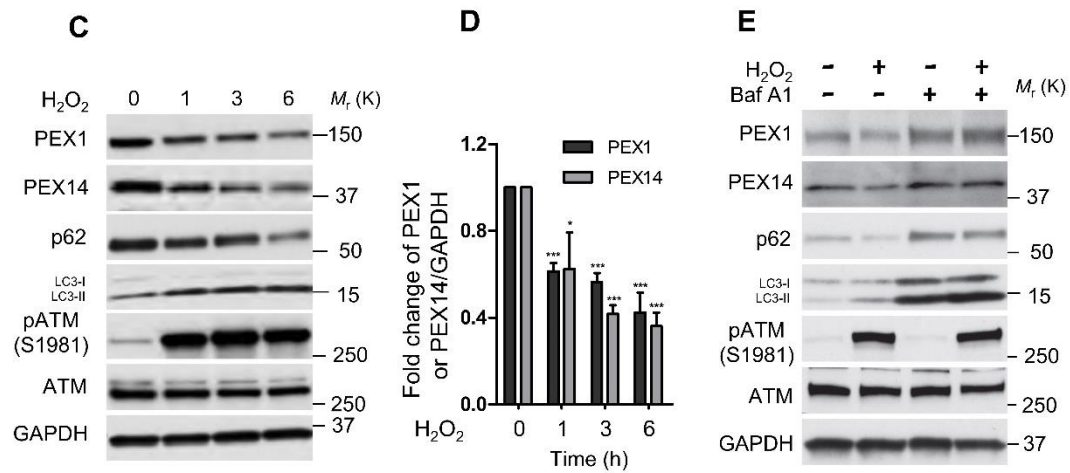 C
H₂O₂ 0 1 3 6 Mᵣ (K)
PEX1 150
PEX14 37
p62 50
LC3-I
LC3-II 15
pATM
(S1981) 250
ATM 250
GAPDH 37
D
Fold change of PEX1
or PEX14/GAPDH
1.2
0.8
0.4
0.0
PEX1
PEX14
*** *
*** ***
*** ***
H₂O₂ 0 1 3 6
Time (h)
E
H₂O₂ - + - +
Baf A1 - - + + Mᵣ (K)
PEX1 150
PEX14 37
p62 50
LC3-I
LC3-II 15
pATM
(S1981) 250
ATM 250
GAPDH 37